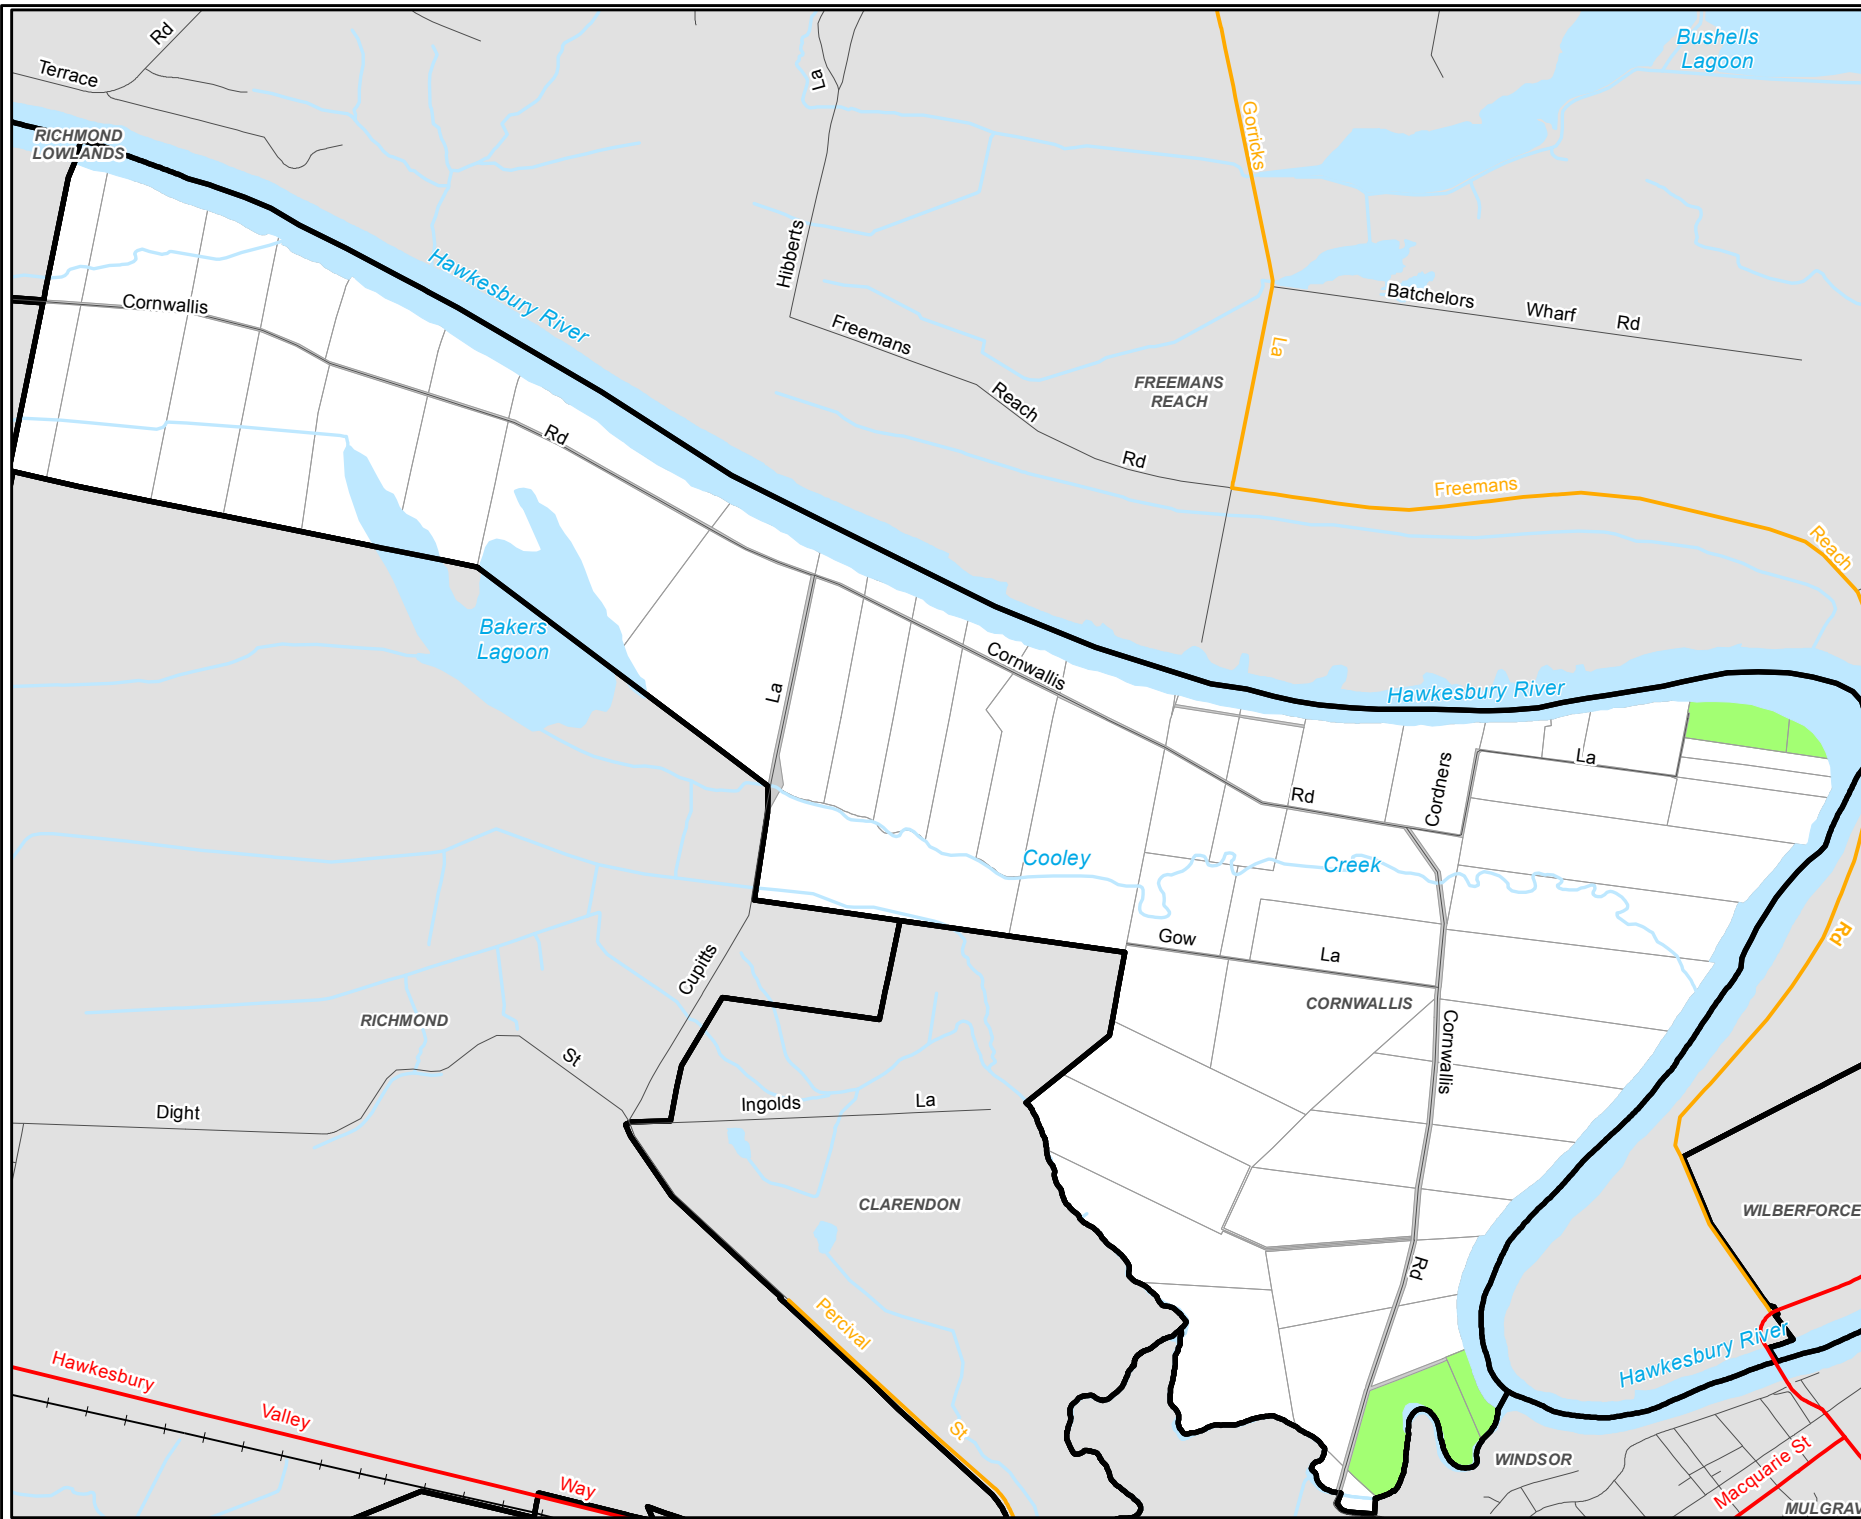 Rd
Terrace
La
Bushells
Lagoon
RICHMOND
LOWLANDS
Gorricks
Hibberts
Hawkesbury River
Cornwallis
Batchelors
Wharf
Rd
Freemans
La
FREEMANS
REACH
Reach
Rd
Rd
Freemans
Reach
Bakers
Lagoon
La
Cornwallis
Hawkesbury River
La
Cordners
Rd
Cooley
Creek
Gow
La
Rd
Cupitts
CORNWALLIS
RICHMOND
Cornwallis
St
Dight
Ingolds
La
CLARENDON
WILBERFORCE
Rd
Percival
Hawkesbury River
Hawkesbury
Valley
St
Way
WINDSOR
Macquarie St
MULGRAV